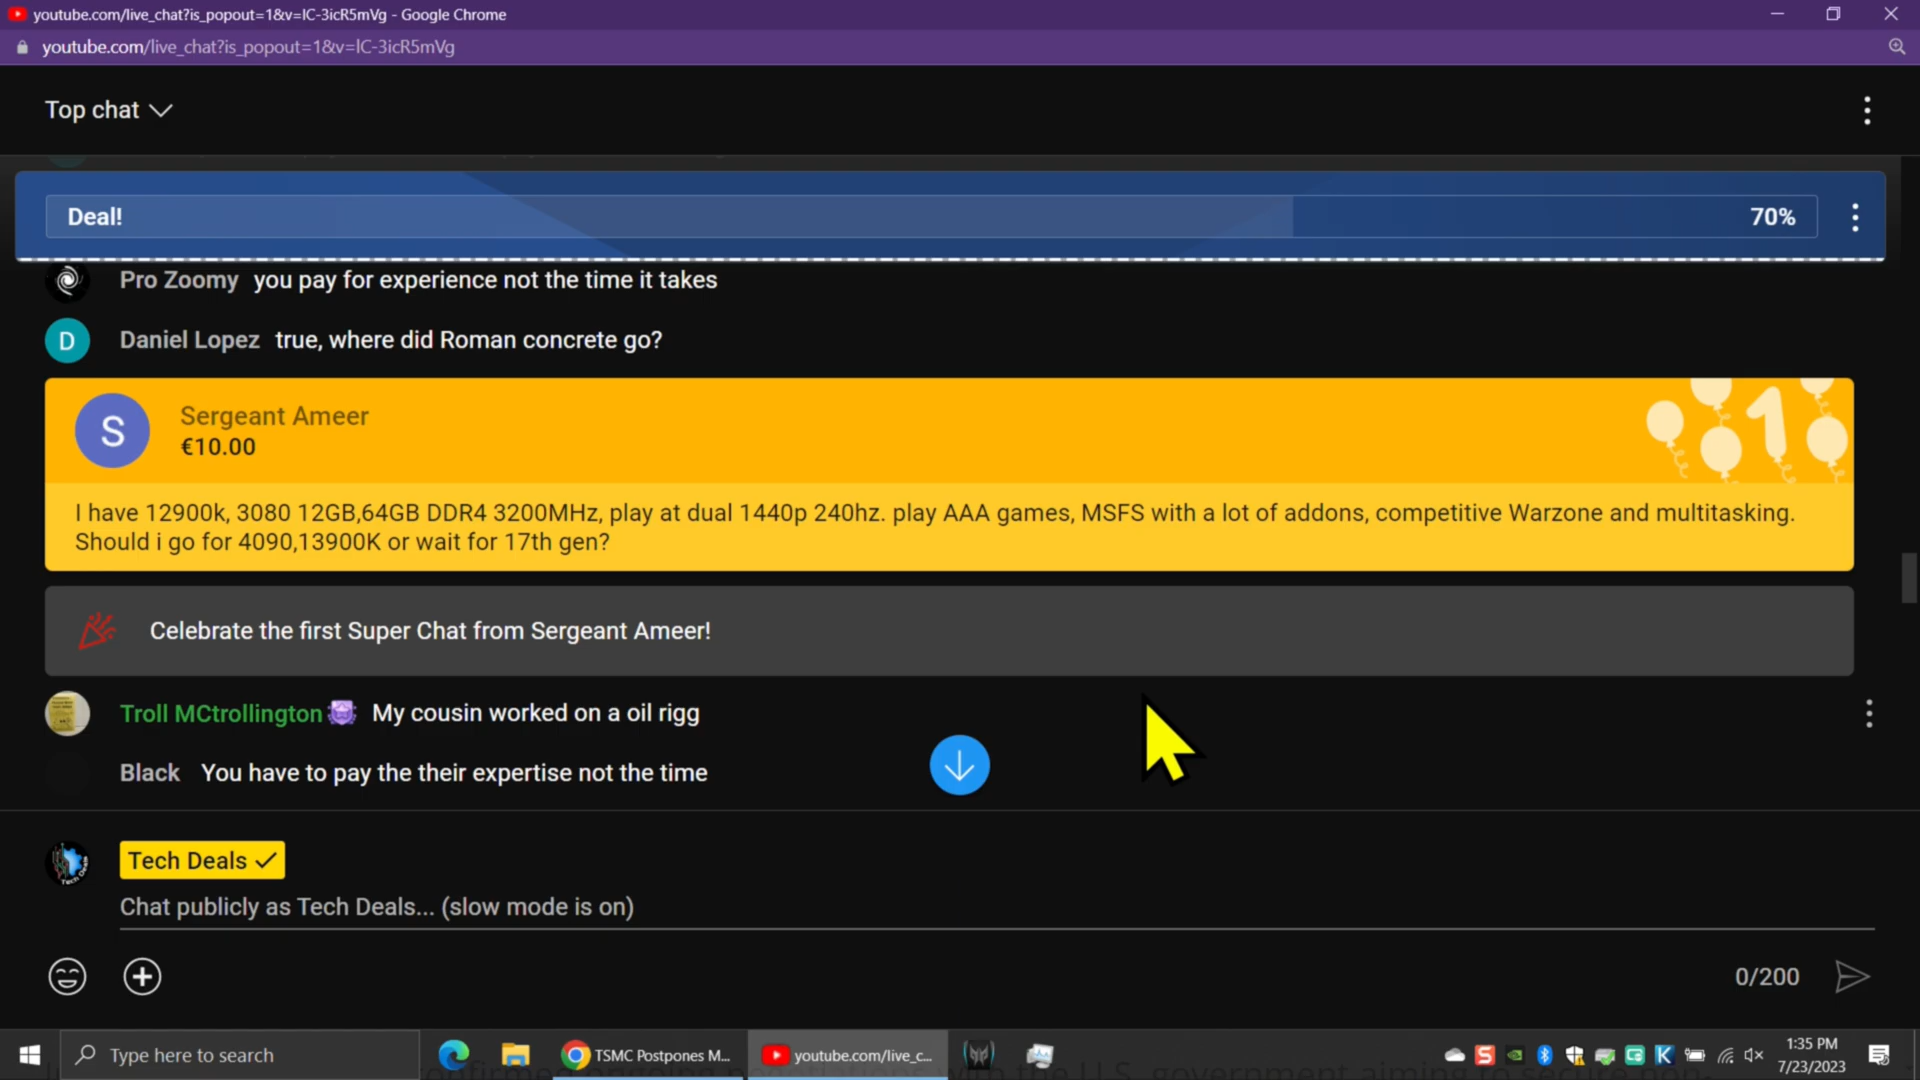 youtube.com/live_chat?is_popout=1&v=IC-3icR5mVg - Google Chrome
youtube.com/live_chat?is_popout=1&v=IC-3icR5mVg
Top chat
Deal! 70%
Pro Zoomy you pay for experience not the time it takes
D Daniel Lopez true, where did Roman concrete go?
S Sergeant Ameer
€10.00
1
I have 12900k, 3080 12GB,64GB DDR4 3200MHz, play at dual 1440p 240hz. play AAA games, MSFS with a lot of addons, competitive Warzone and multitasking.
Should i go for 4090,13900K or wait for 17th gen?
Celebrate the first Super Chat from Sergeant Ameer!
Troll MCtrollington My cousin worked on a oil rigg
Black You have to pay the their expertise not the time
Tech Deals
Chat publicly as Tech Deals... (slow mode is on)
0/200
Type here to search
TSMC Postpones M...
youtube.com/live_c...
1:35 PM
7/23/2023